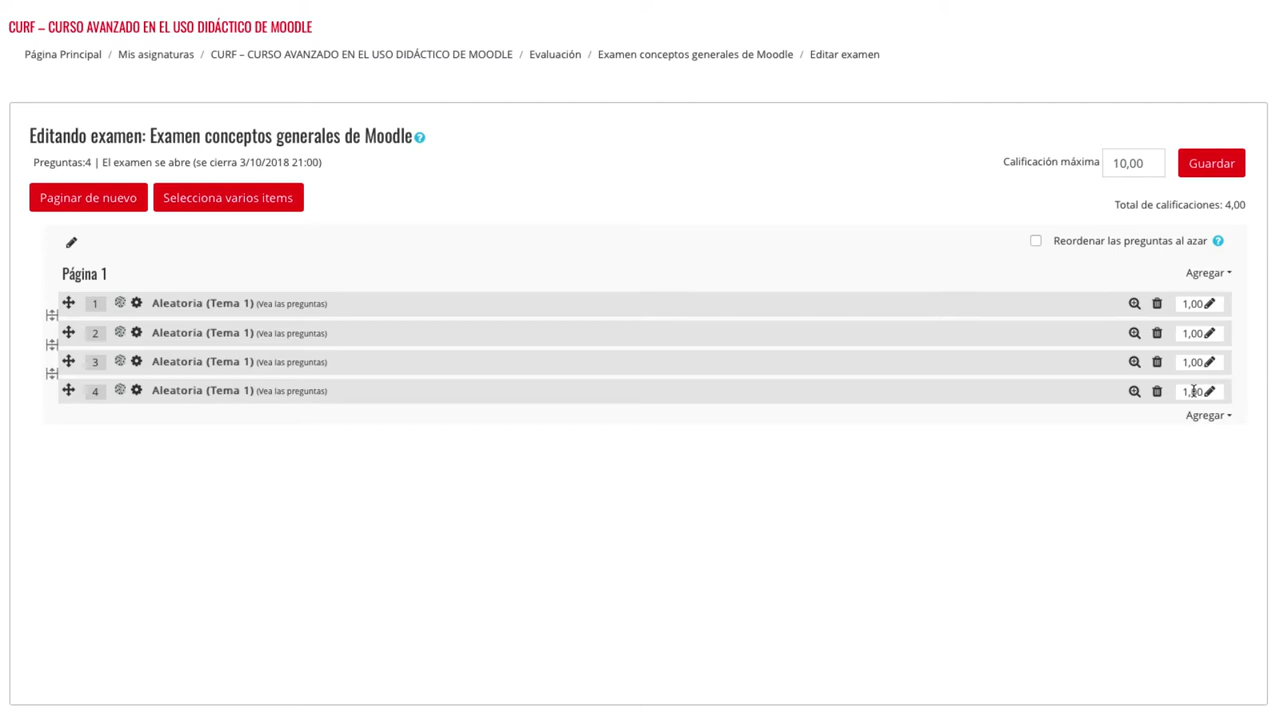 CURF – CURSO AVANZADO EN EL USO DIDÁCTICO DE MOODLE
Página Principal / Mis asignaturas / CURF – CURSO AVANZADO EN EL USO DIDÁCTICO DE MOODLE / Evaluación / Examen conceptos generales de Moodle / Editar examen
Editando examen: Examen conceptos generales de Moodle
Preguntas:4 | El examen se abre (se cierra 3/10/2018 21:00)
Calificación máxima 10,00 Guardar
Paginar de nuevo Selecciona varios items
Total de calificaciones: 4,00
Reordenar las preguntas al azar
Página 1
Agregar
1 Aleatoria (Tema 1) (Vea las preguntas) 1,00
2 Aleatoria (Tema 1) (Vea las preguntas) 1,00
3 Aleatoria (Tema 1) (Vea las preguntas) 1,00
4 Aleatoria (Tema 1) (Vea las preguntas) 1,00
Agregar